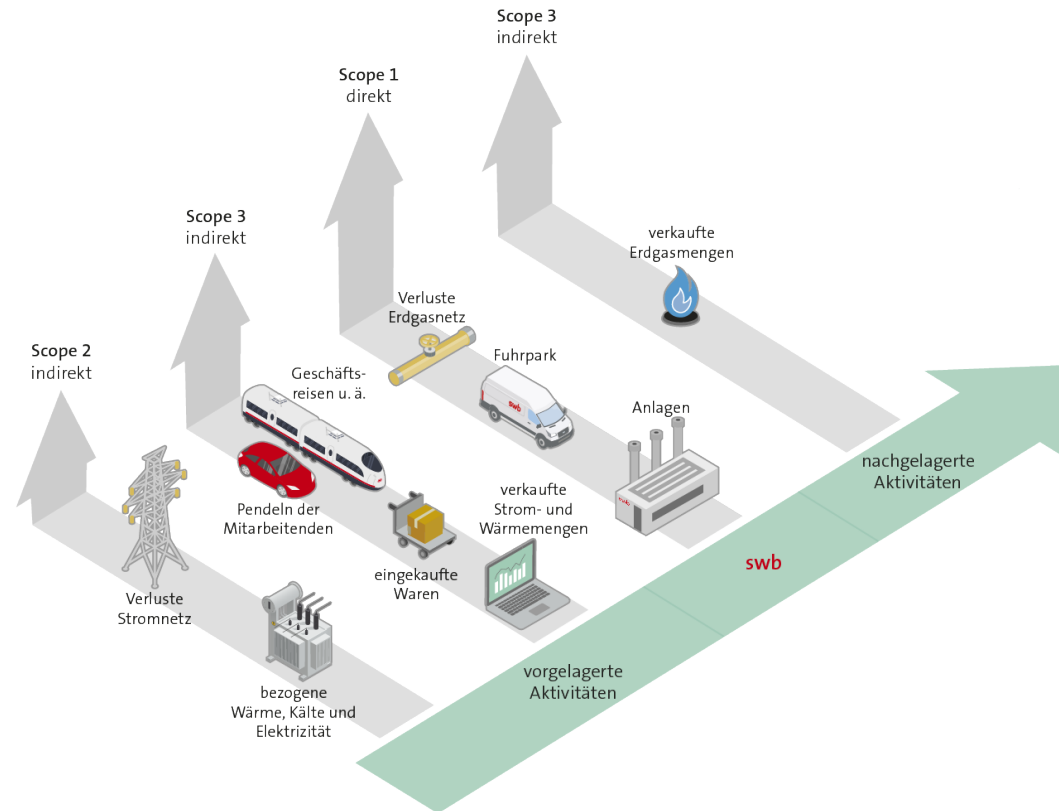 Scope 3
indirekt
Scope 1
direkt
Scope 3
indirekt
Scope 2
indirekt
verkaufte
Erdgasmengen
Verluste
Erdgasnetz
Fuhrpark
swb
Anlagen
swb
Geschäfts-
reisen u. ä.
Pendeln der
Mitarbeitenden
eingekaufte
Waren
verkaufte
Strom- und
Wärmemengen
Verluste
Stromnetz
bezogene
Wärme, Kälte und
Elektrizität
vorgelagerte
Aktivitäten
swb
nachgelagerte
Aktivitäten